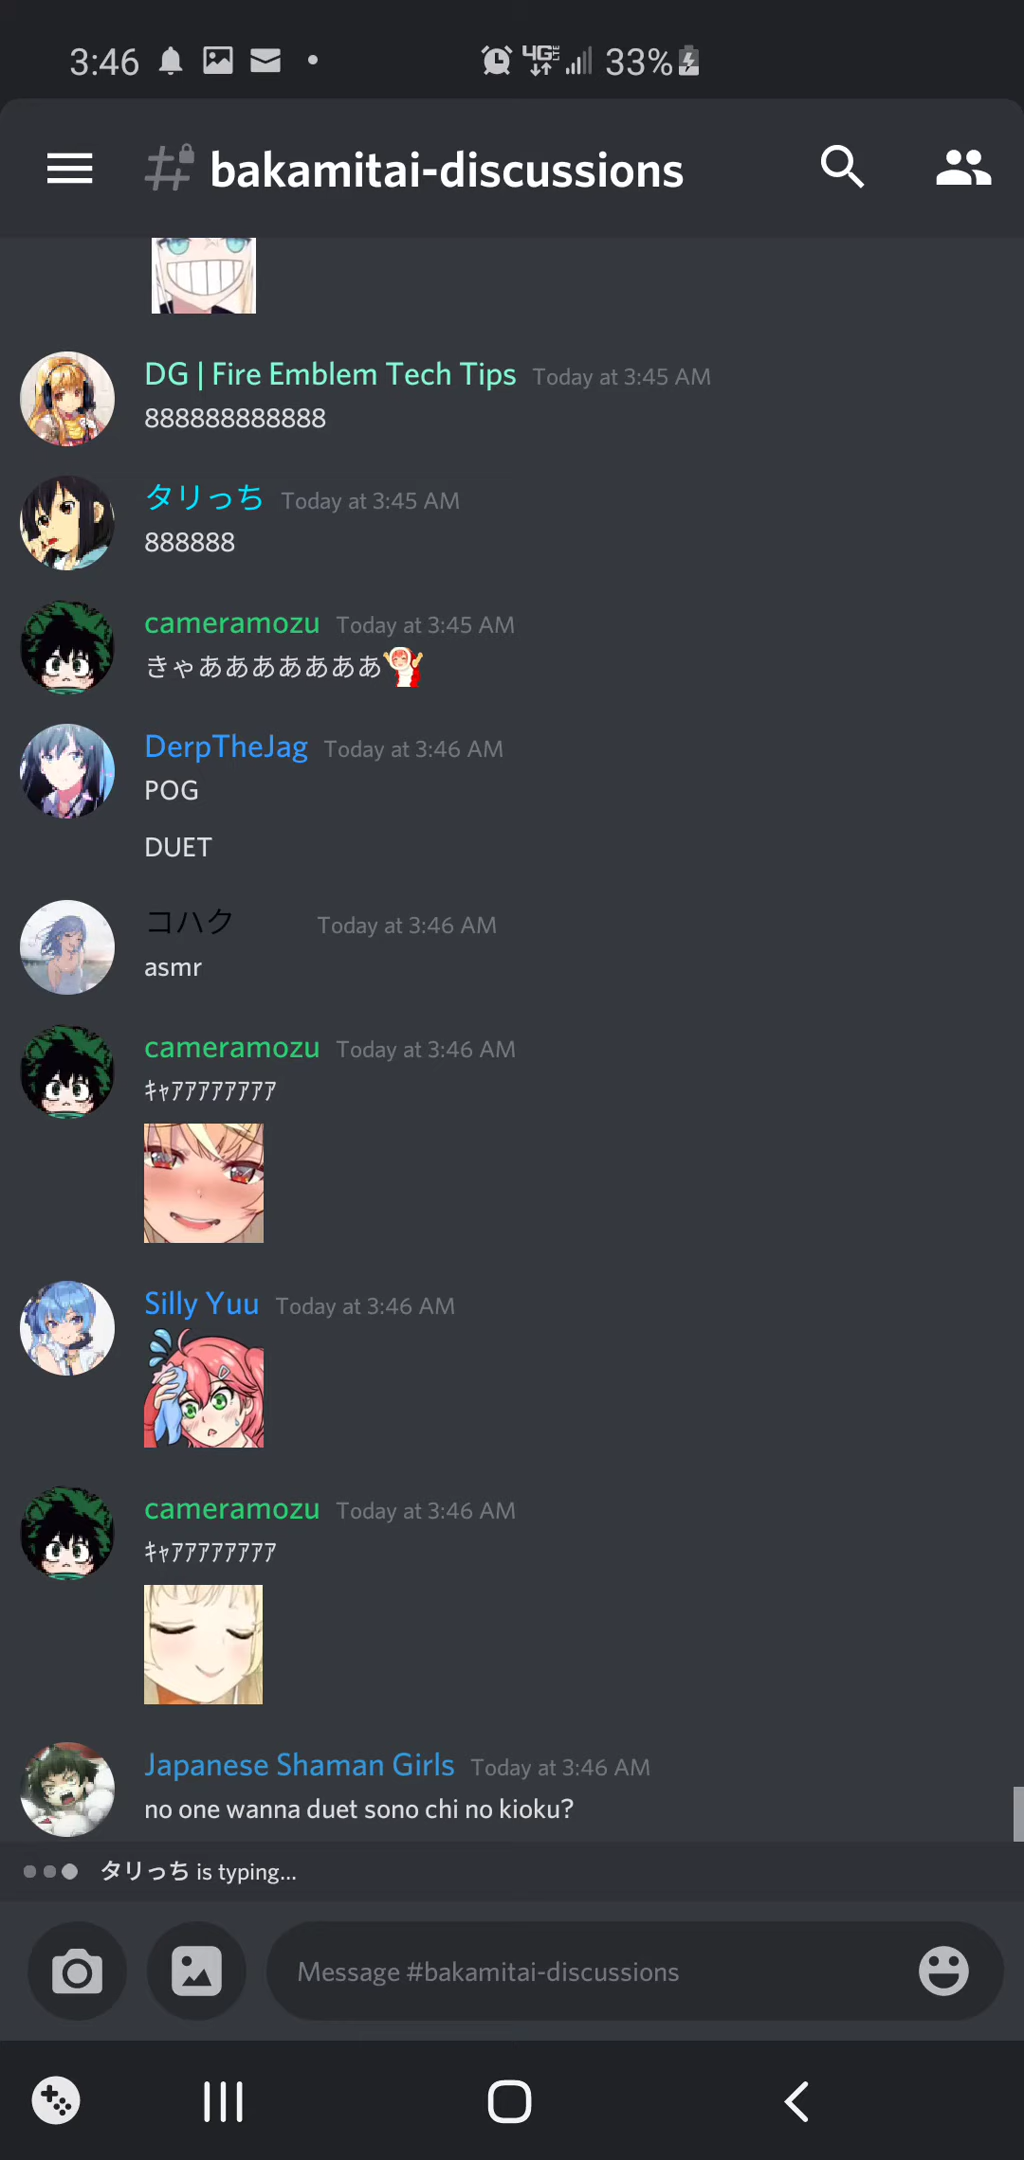 3:46
4G LTE 33%
bakamitai-discussions
DG | Fire Emblem Tech Tips Today at 3:45 AM
888888888888
タリっち Today at 3:45 AM
888888
cameramozu Today at 3:45 AM
きゃあああああああ
DerpTheJag Today at 3:46 AM
POG
DUET
コハク Today at 3:46 AM
asmr
cameramozu Today at 3:46 AM
ｷｬｱｱｱｱｱｱｱｱ
Silly Yuu Today at 3:46 AM
cameramozu Today at 3:46 AM
ｷｬｱｱｱｱｱｱｱｱ
Japanese Shaman Girls Today at 3:46 AM
no one wanna duet sono chi no kioku?
タリっち is typing...
Message #bakamitai-discussions